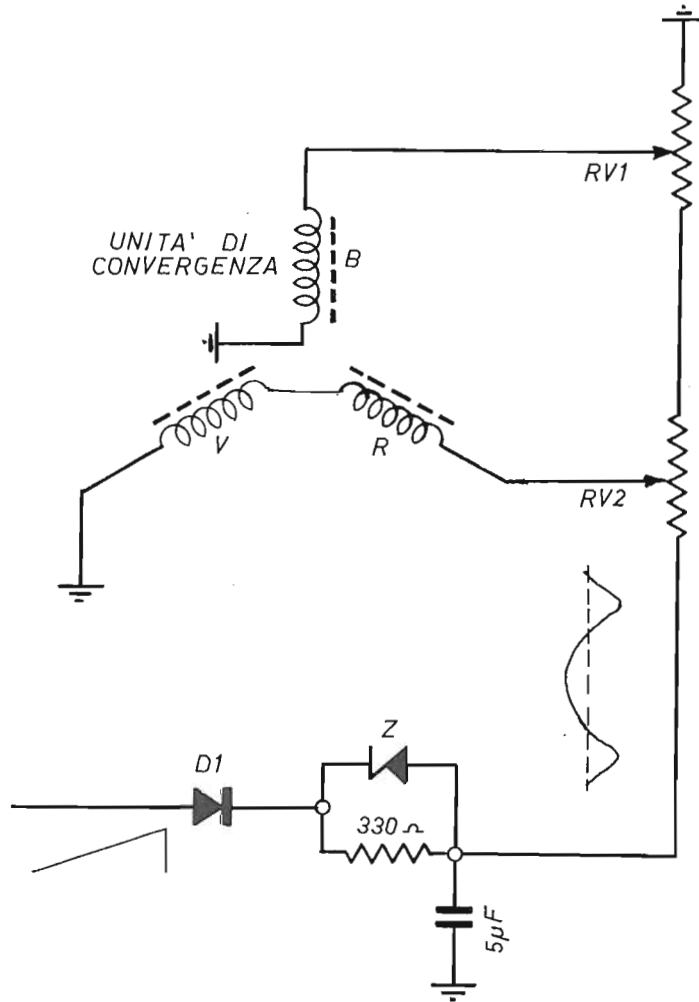 RV1
UNITA' DI
CONVERGENZA
B
V
R
RV2
Z
D1
330 Ω
5µF